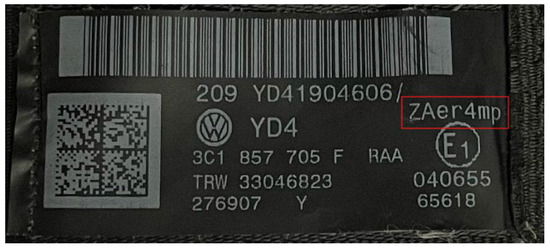 209 YD41904606/
ZAer4mp
YD4
3C1 857 705 F RAA
E1
TRW 33046823
040655
276907 Y
65618